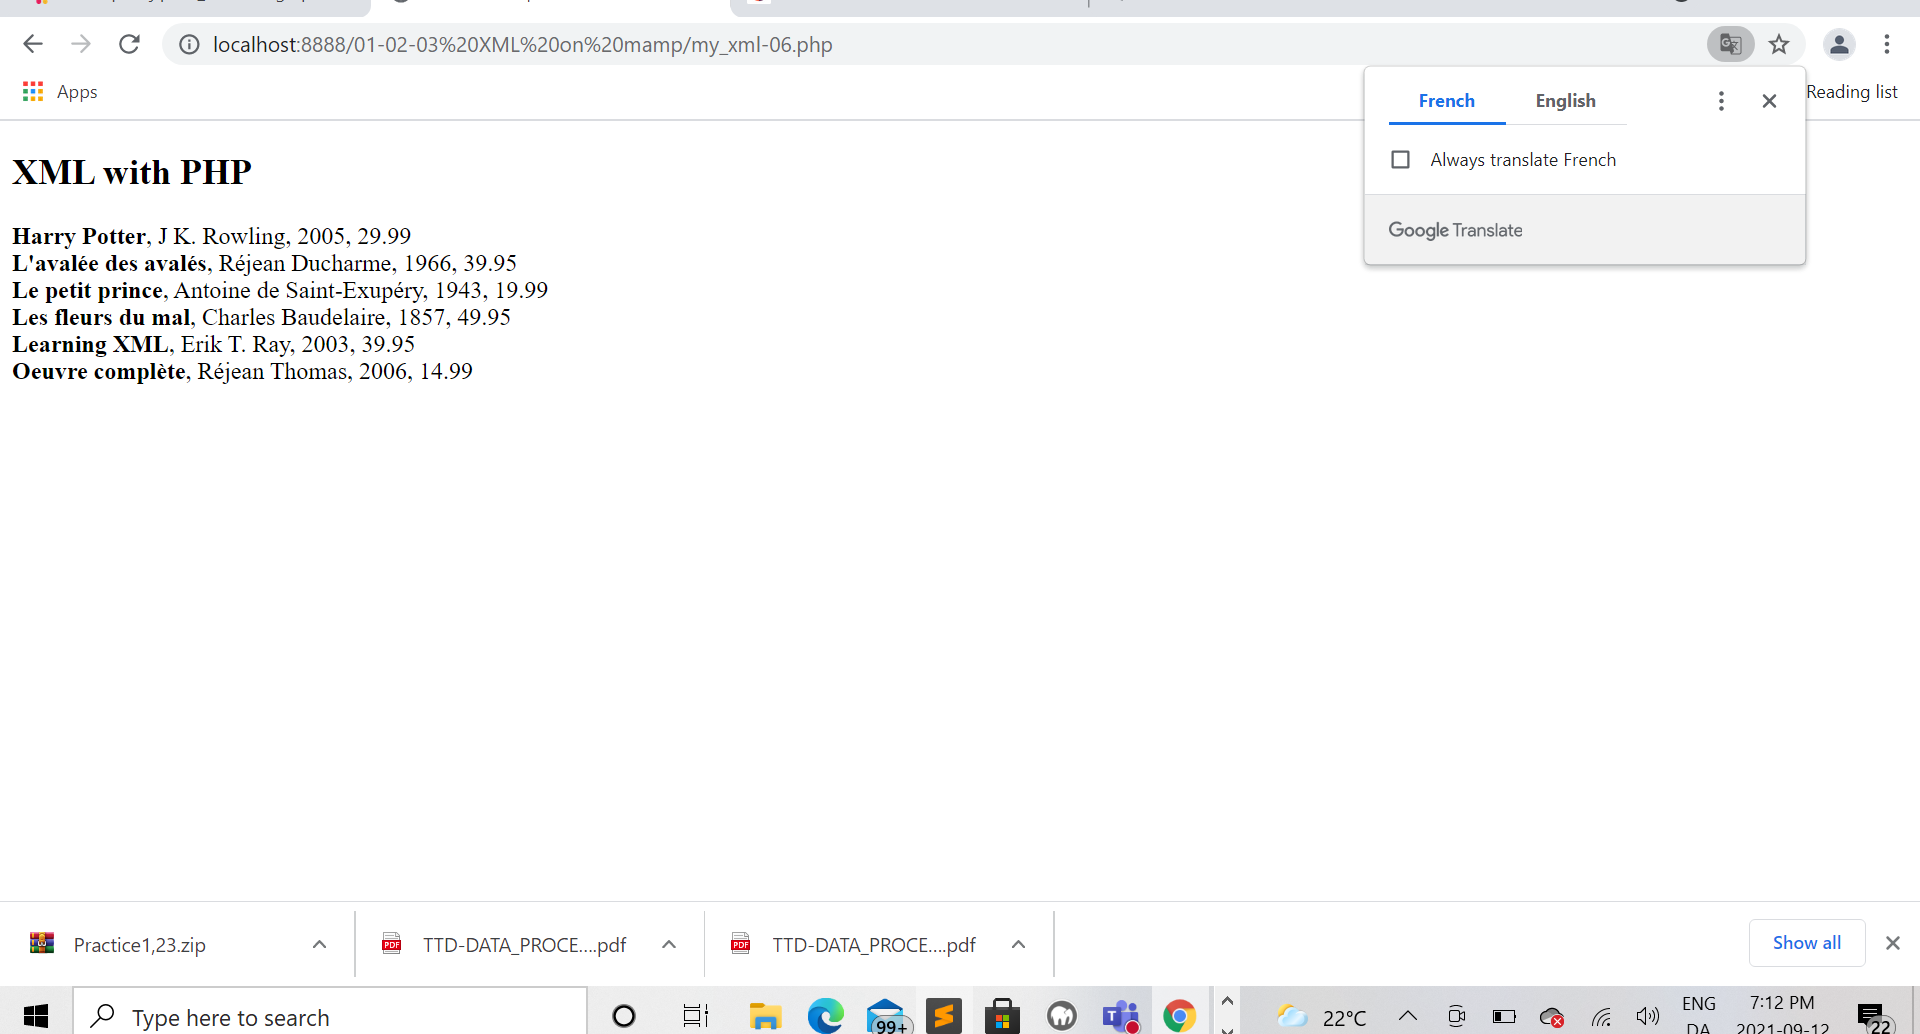 localhost:8888/01-02-03%20XML%20on%20mamp/my_xml-06.php
Apps
Reading list
French English
Always translate French
Google Translate
XML with PHP
Harry Potter, J K. Rowling, 2005, 29.99
L'avalée des avalés, Réjean Ducharme, 1966, 39.95
Le petit prince, Antoine de Saint-Exupéry, 1943, 19.99
Les fleurs du mal, Charles Baudelaire, 1857, 49.95
Learning XML, Erik T. Ray, 2003, 39.95
Oeuvre complète, Réjean Thomas, 2006, 14.99
Practice1,23.zip
PDF
TTD-DATA_PROCE....pdf
PDF
TTD-DATA_PROCE....pdf
Show all
Type here to search
99+
22°C
ENG
DA
7:12 PM
2021-09-12
22